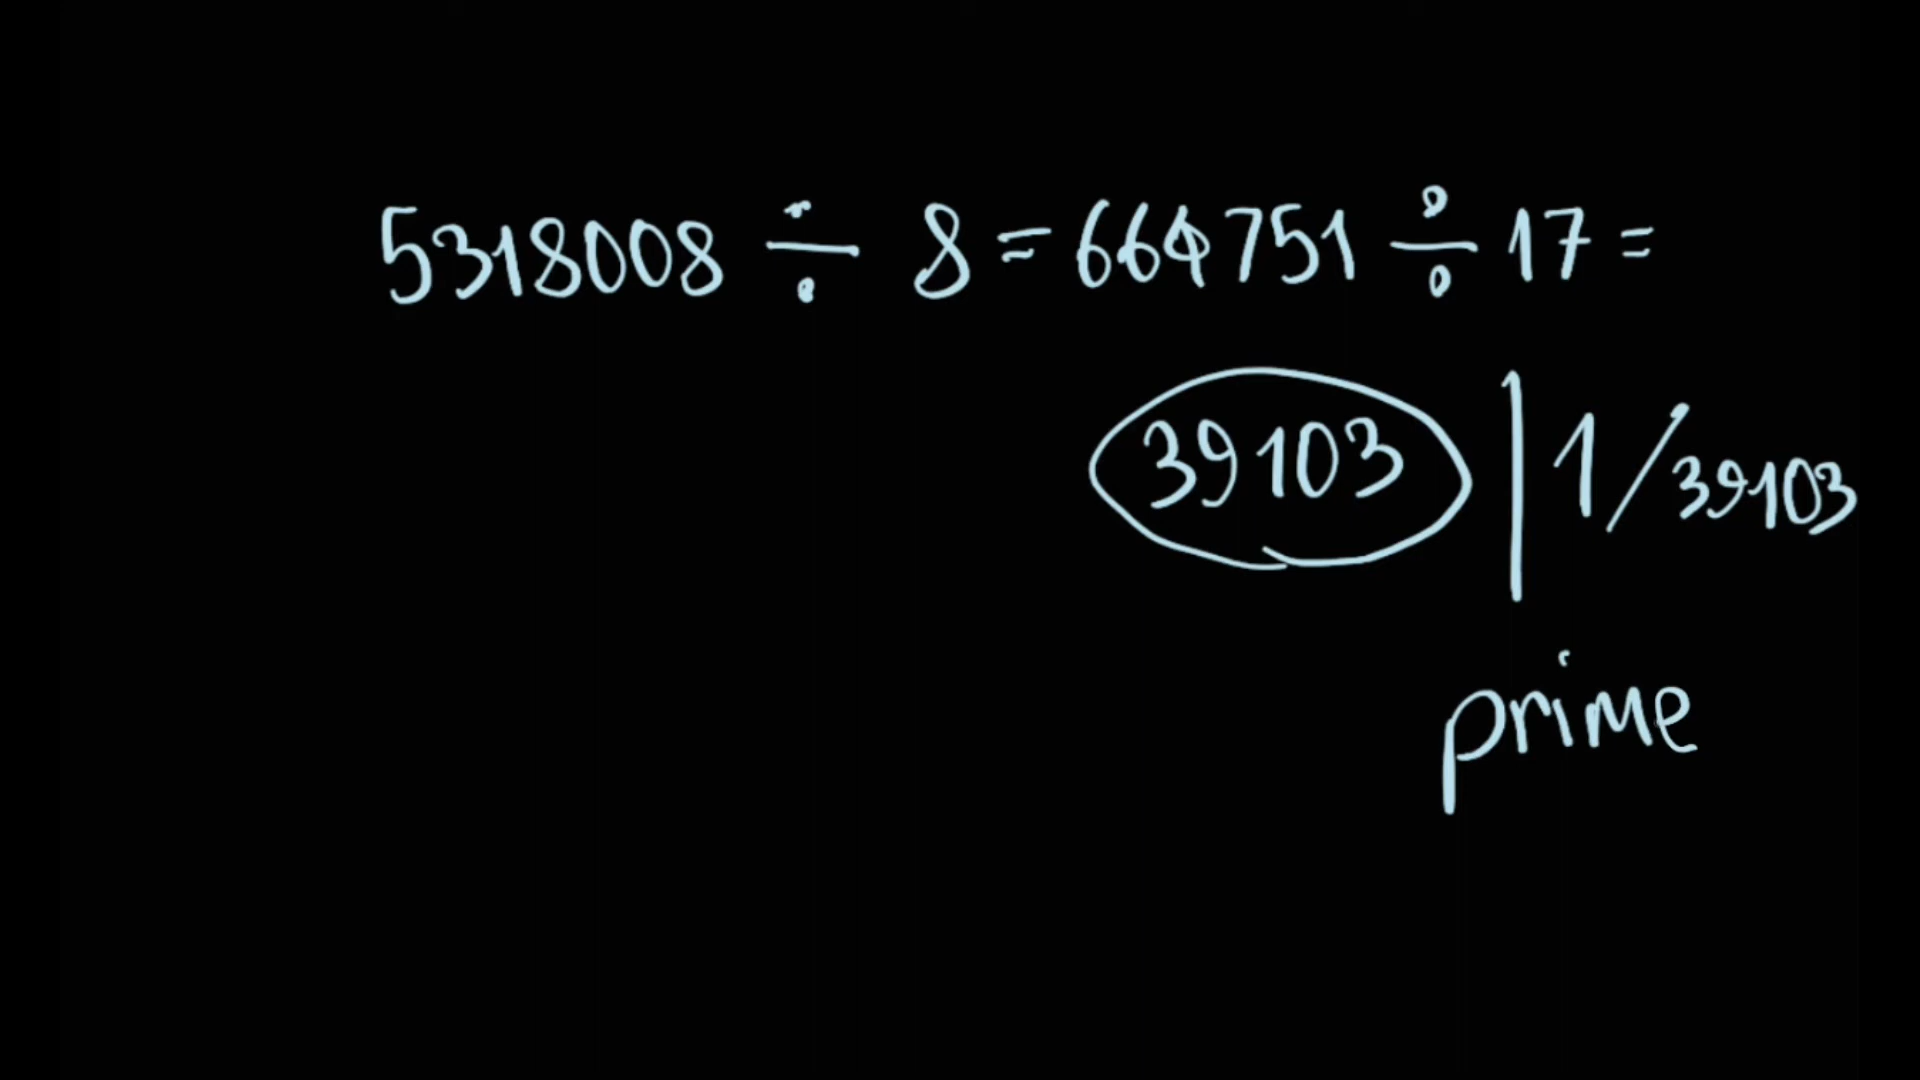 5318008 ÷ 8 = 664751 ÷ 17 =
39103 | 1/39103
prime